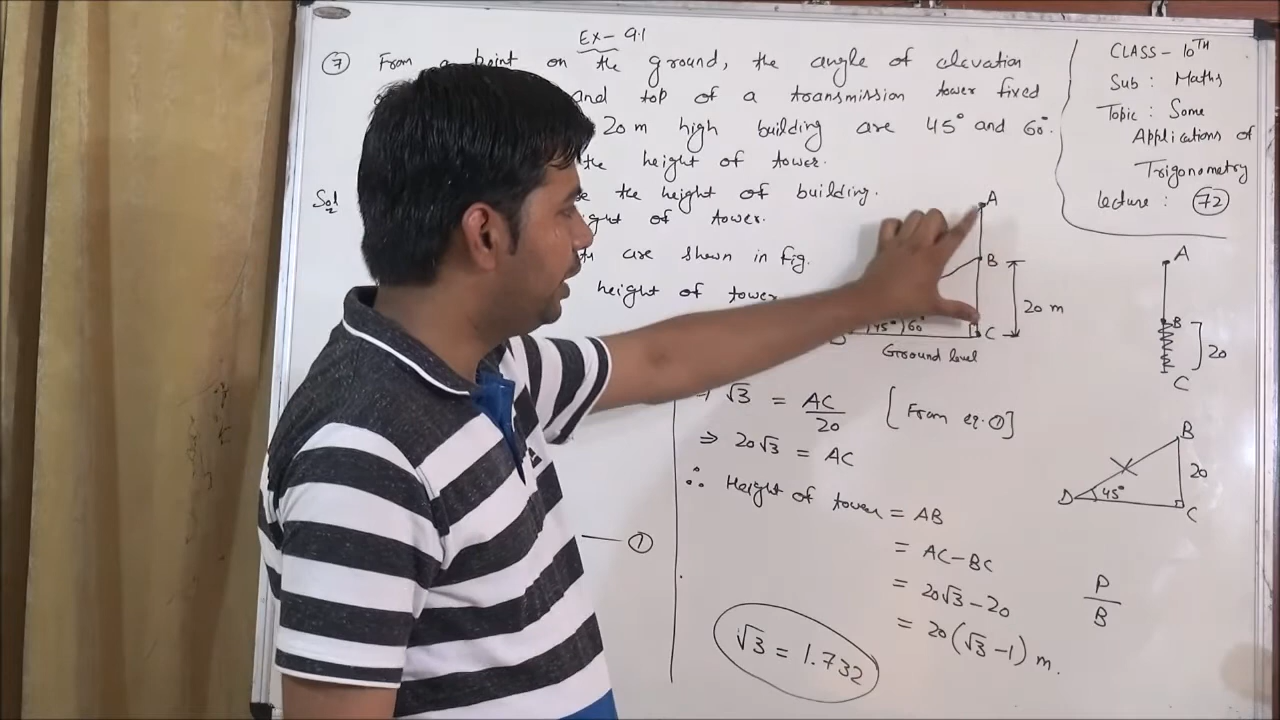 Ex-9.1
⑦ From a point on the ground, the angle of elevation
and top of a transmission tower fixed
20 m high building are 45° and 60°.
the height of tower.
Sol
the height of building.
height of tower.
are shown in fig.
height of tower
A
B
20 m
45° 60°
C
Ground level
⇒ √3 = AC/20 [From eq. ①]
⇒ 20√3 = AC
∴ Height of tower = AB
= AC-BC
= 20√3 - 20
= 20(√3 - 1) m.
①
√3 = 1.732
CLASS - 10TH
Sub : Maths
Topic : Some
Applications of
Trigonometry
Lecture : 72
A
B
20
C
B
20
D 45° C
P
B